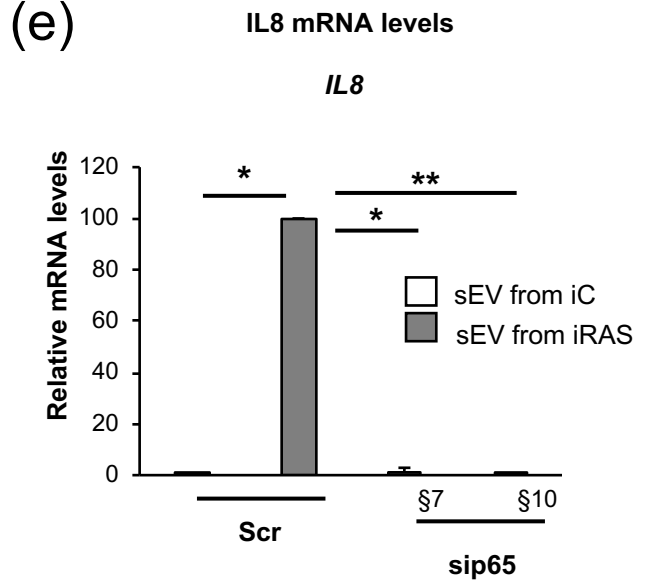 (e)
IL8 mRNA levels
IL8
Relative mRNA levels
120
100
80
60
40
20
0
*
**
*
sEV from iC
sEV from iRAS
§7
§10
Scr
sip65